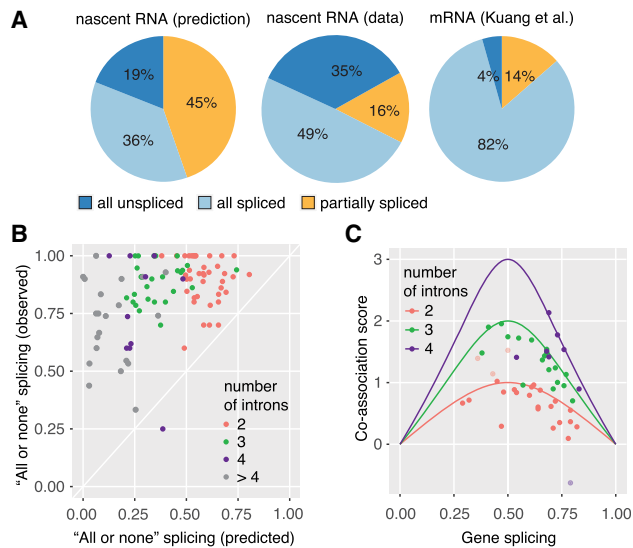 A
nascent RNA (prediction)
nascent RNA (data)
mRNA (Kuang et al.)
19%
45%
36%
35%
16%
49%
4%
14%
82%
all unspliced
all spliced
partially spliced
B
“All or none” splicing (observed)
1.00
0.75
0.50
0.25
0.00
number
of introns
2
3
4
> 4
0.00 0.25 0.50 0.75 1.00
“All or none” splicing (predicted)
C
Co-association score
3
2
1
0
number
of introns
2
3
4
0.00 0.25 0.50 0.75 1.00
Gene splicing